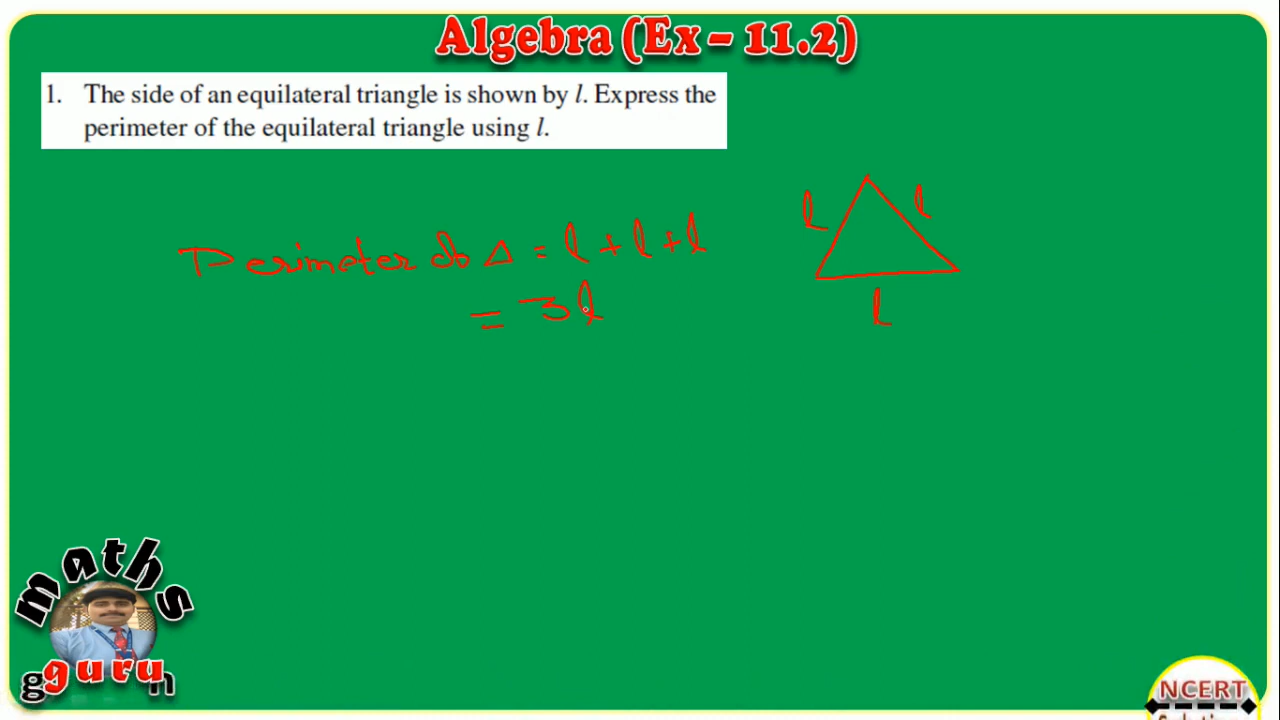 Algebra (Ex – 11.2)
1. The side of an equilateral triangle is shown by l. Express the
perimeter of the equilateral triangle using l.
l
l
Perimeter of Δ = l + l + l
= 3l
l
maths
guru
NCERT